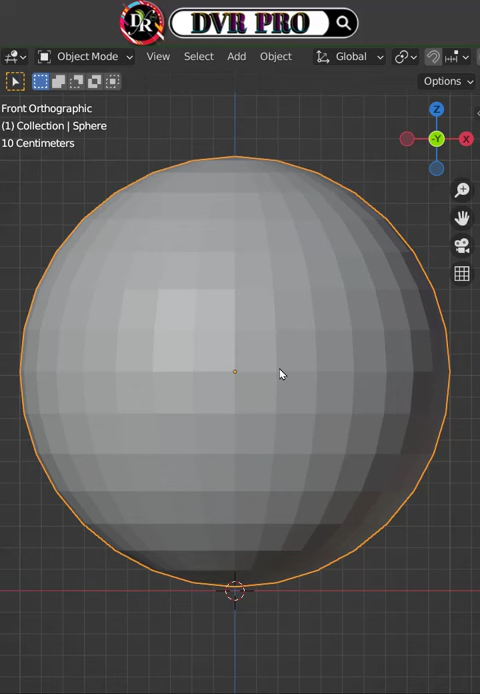 DR
DVR PRO
Object Mode
View
Select
Add
Object
Global
Options
Front Orthographic
(1) Collection | Sphere
10 Centimeters
Z
-Y
X